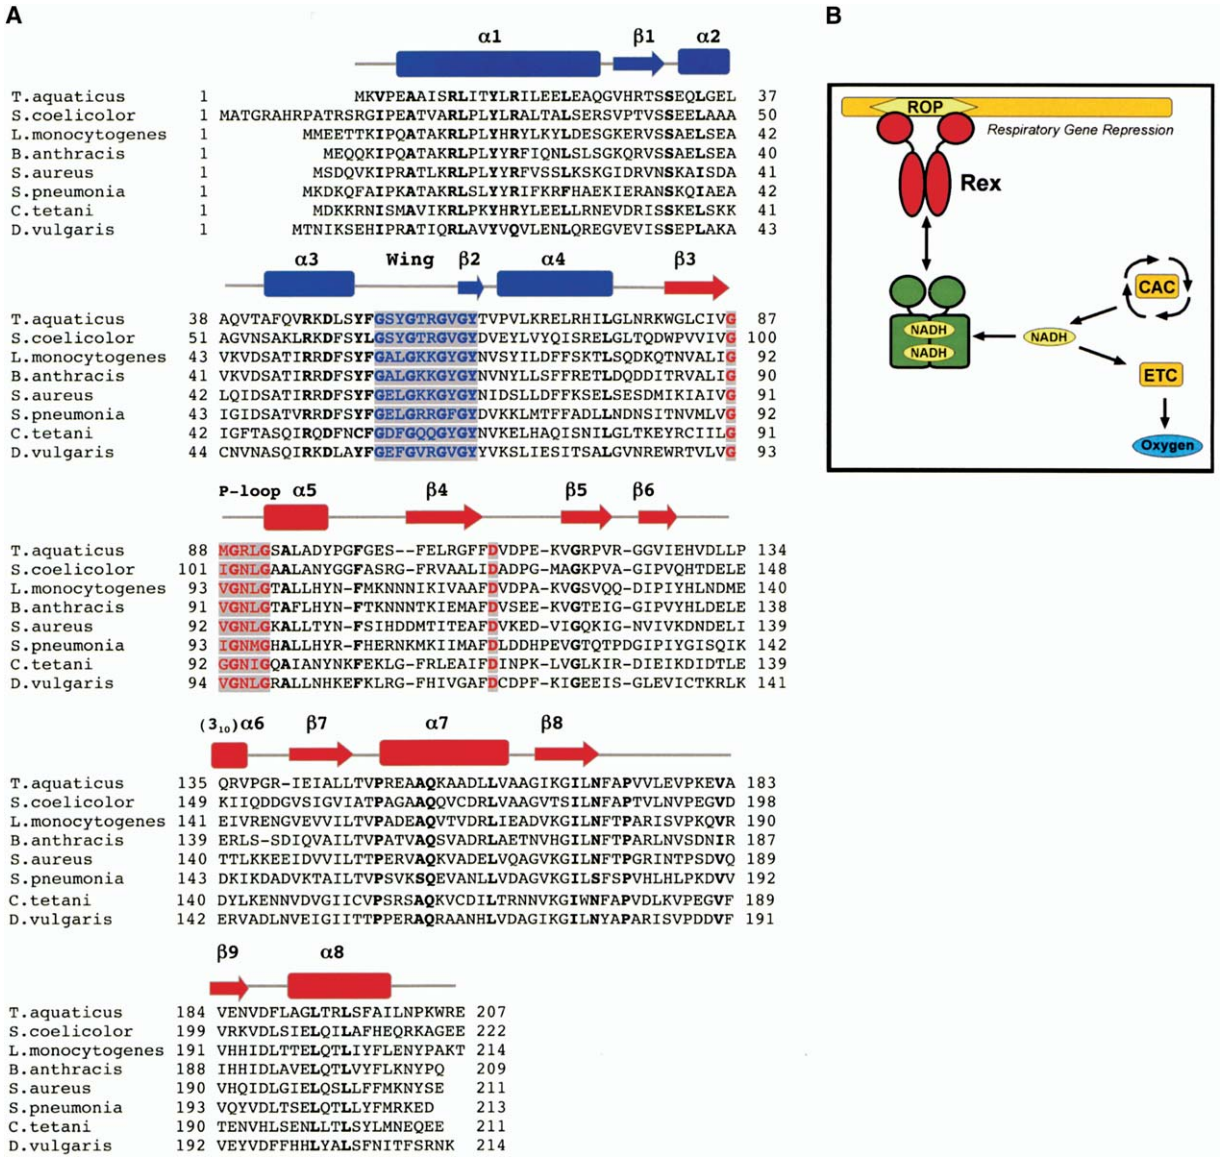 A
α1 β1 α2
T.aquaticus 1 MKVPEAAISRLITYLRILEELEAQGVHRTSSEQLGEL 37
S.coelicolor 1 MATGRAHRPATRSRGIPEATVARLPLYLRALTALSERSVPTVSSEELAAA 50
L.monocytogenes 1 MMEETTKIPQATAKRLPLYHRYLKYLDESGKERVSSAELSEA 42
B.anthracis 1 MEQQKIPQATAKRLPLYYRFIQNLSLSGKQRVSSAELSEA 40
S.aureus 1 MSDQVKIPRATLKRLPLYYRFVSSLKSKGIDRVNSKAISDA 41
S.pneumonia 1 MKDKQFAIPKATAKRLSLYYRIFKRFHAEKIERANSKQIAEA 42
C.tetani 1 MDKKRNISMAVIKRLPKYHRYLEELLRNEVDRISSKELSKK 41
D.vulgaris 1 MTNIKSEHIPRATIQRLAVYVQVLENLQREGVEVISSEPLAKA 43
α3 Wing β2 α4 β3
T.aquaticus 38 AQVTAFQVRKDLSYFGSYGTRGVGYTVPVLKRELRHILGLNRKWGLCIVG 87
S.coelicolor 51 AGVNSAKLRKDFSYLGSYGTRGVGYDVEYLVYQISRELGLTQDWPVVIVG 100
L.monocytogenes 43 VKVDSATIRRDFSYFGALGKKGYGYNVSYILDFFSKTLSQDKQTNVALIG 92
B.anthracis 41 VKVDSATIRRDFSYFGALGKKGYGYNVNYLLSFFRETLDQDDITRVALIG 90
S.aureus 42 LQIDSATIRRDFSYFGELGKKGYGYNIDSLLDFFKSELSESDMIKIAIVG 91
S.pneumonia 43 IGIDSATVRRDFSYFGELGRRGFGYDVKKLMTFFADLLNDNSITNVMLVG 92
C.tetani 42 IGFTASQIRQDFNCFGDFGQQGYGYNVKELHAQISNILGLTKEYRCIILG 91
D.vulgaris 44 CNVNASQIRKDLAYFGEFGVRGVGYYVKSLIESITSALGVNREWRTVLVG 93
P-loop α5 β4 β5 β6
T.aquaticus 88 MGRLGSALADYPGFGES--FELRGFFDVDPE-KVGRPVR-GGVIEHVDLLP 134
S.coelicolor 101 IGNLGAALANYGGFASRG-FRVAALIDADPG-MAGKPVA-GIPVQHTDELE 148
L.monocytogenes 93 VGNLGTALLHYN-FMKNNNIKIVAAFDVDPA-KVGSVQQ-DIPIYHLNDME 140
B.anthracis 91 VGNLGTAFLHYN-FTKNNNTKIEMAFDVSEE-KVGTEIG-GIPVYHLDELE 138
S.aureus 92 VGNLGKALLTYN-FSIHDDMTITEAFDVKED-VIGQKIG-NVIVKDNDELI 139
S.pneumonia 93 IGNMGHALLHYR-FHERNKMKIIMAFDLDDHPEVGTQTPDGIPIYGISQIK 142
C.tetani 92 GGNIGQAIANYNKFEKLG-FRLEAIFDINPK-LVGLKIR-DIEIKDIDTLE 139
D.vulgaris 94 VGNLGRALLNHKEFKLRG-FHIVGAFDCDPF-KIGEEIS-GLEVICTKRLK 141
(3₁₀)α6 β7 α7 β8
T.aquaticus 135 QRVPGR-IEIALLTVPREAAQKAADLLVAAGIKGILNFAPVVLEVPKEVA 183
S.coelicolor 149 KIIQDDGVSIGVIATPAGAAQQVCDRLVAAGVTSILNFAPTVLNVPEGVD 198
L.monocytogenes 141 EIVRENGVEVVILTVPADEAQVTVDRLIEADVKGILNFTPARISVPKQVR 190
B.anthracis 139 ERLS-SDIQVAILTVPATVAQSVADRLAETNVHGILNFTPARLNVSDNIR 187
S.aureus 140 TTLKKEEIDVVILTTPERVAQKVADELVQAGVKGILNFTPGRINTPSDVQ 189
S.pneumonia 143 DKIKDADVKTAILTVPSVKSQEVANLLVDAGVKGILSFSPVHLHLPKDVV 192
C.tetani 140 DYLKENNVDVGIICVPSRSAQKVCDILTRNNVKGIWNFAPVDLKVPEGVF 189
D.vulgaris 142 ERVADLNVEIGIITTPPERAQRAANHLVDAGIKGILNYAPARISVPDDVF 191
β9 α8
T.aquaticus 184 VENVDFLAGLTRLSFAILNPKWRE 207
S.coelicolor 199 VRKVDLSIELQILAFHEQRKAGEE 222
L.monocytogenes 191 VHHIDLTTELQTLIYFLENYPAKT 214
B.anthracis 188 IHHIDLAVELQTLVYFLKNYPQ 209
S.aureus 190 VHQIDLGIELQSLLFFMKNYSE 211
S.pneumonia 193 VQYVDLTSELQTLLYFMRKED 213
C.tetani 190 TENVHLSENLLTLSYLMNEQEE 211
D.vulgaris 192 VEYVDFFHHLYALSFNITFSRNK 214
B
ROP
Respiratory Gene Repression
Rex
CAC
NADH
NADH
NADH
ETC
Oxygen